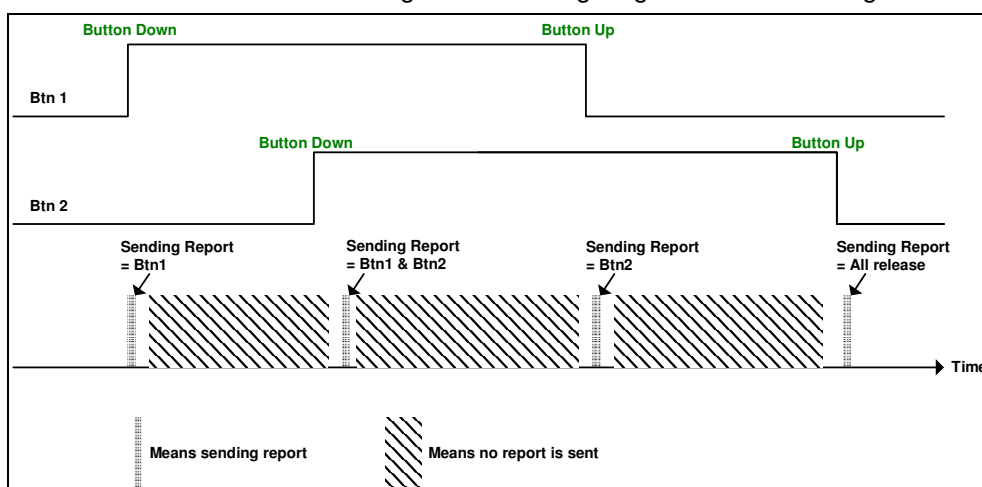 Button Down
Button Up
Btn 1
Button Down
Button Up
Btn 2
Sending Report
= Btn1
Sending Report
= Btn1 & Btn2
Sending Report
= Btn2
Sending Report
= All release
Time
Means sending report
Means no report is sent